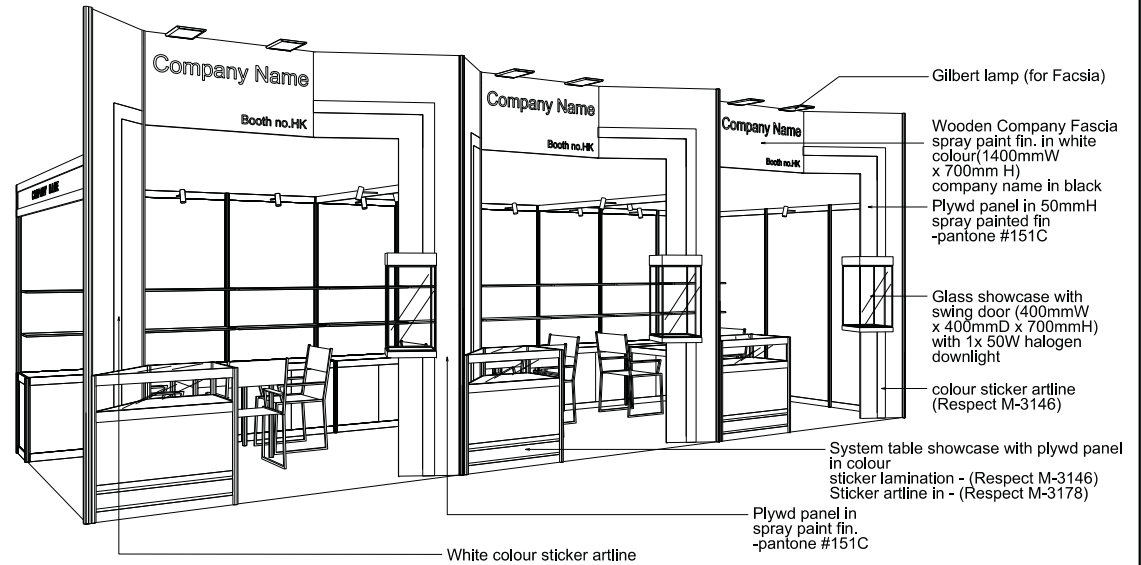 Company Name
Booth no.HK
Company Name
Booth no.HK
Company Name
Booth no.HK
COMPANY NAME
Gilbert lamp (for Facsia)
Wooden Company Fascia
spray paint fin. in white
colour(1400mmW
x 700mm H)
company name in black
Plywd panel in 50mmH
spray painted fin
-pantone #151C
Glass showcase with
swing door (400mmW
x 400mmD x 700mmH)
with 1x 50W halogen
downlight
colour sticker artline
(Respect M-3146)
System table showcase with plywd panel
in colour
sticker lamination - (Respect M-3146)
Sticker artline in - (Respect M-3178)
Plywd panel in
spray paint fin.
-pantone #151C
White colour sticker artline